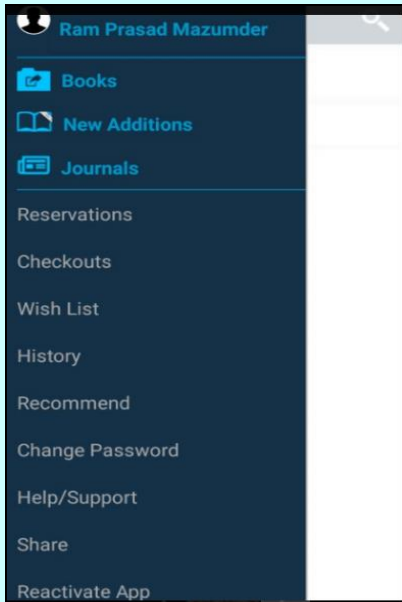 Ram Prasad Mazumder
Books
New Additions
Journals
Reservations
Checkouts
Wish List
History
Recommend
Change Password
Help/Support
Share
Reactivate App